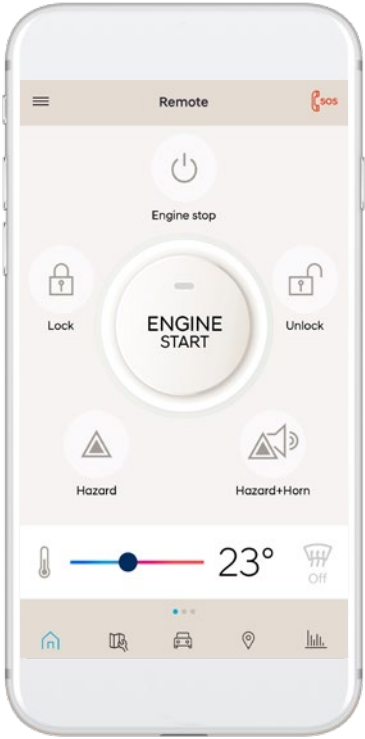 Remote
SOS
Engine stop
Lock
ENGINE
START
Unlock
Hazard
Hazard+Horn
23°
Off